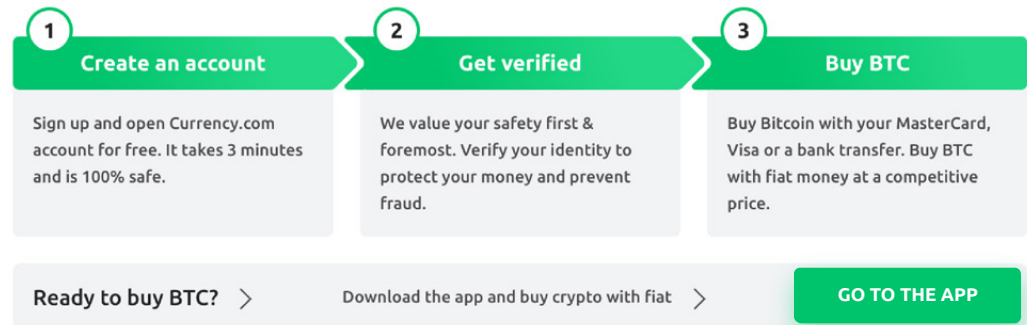 1
Create an account
Sign up and open Currency.com
account for free. It takes 3 minutes
and is 100% safe.
2
Get verified
We value your safety first &
foremost. Verify your identity to
protect your money and prevent
fraud.
3
Buy BTC
Buy Bitcoin with your MasterCard,
Visa or a bank transfer. Buy BTC
with fiat money at a competitive
price.
Ready to buy BTC?
Download the app and buy crypto with fiat
GO TO THE APP